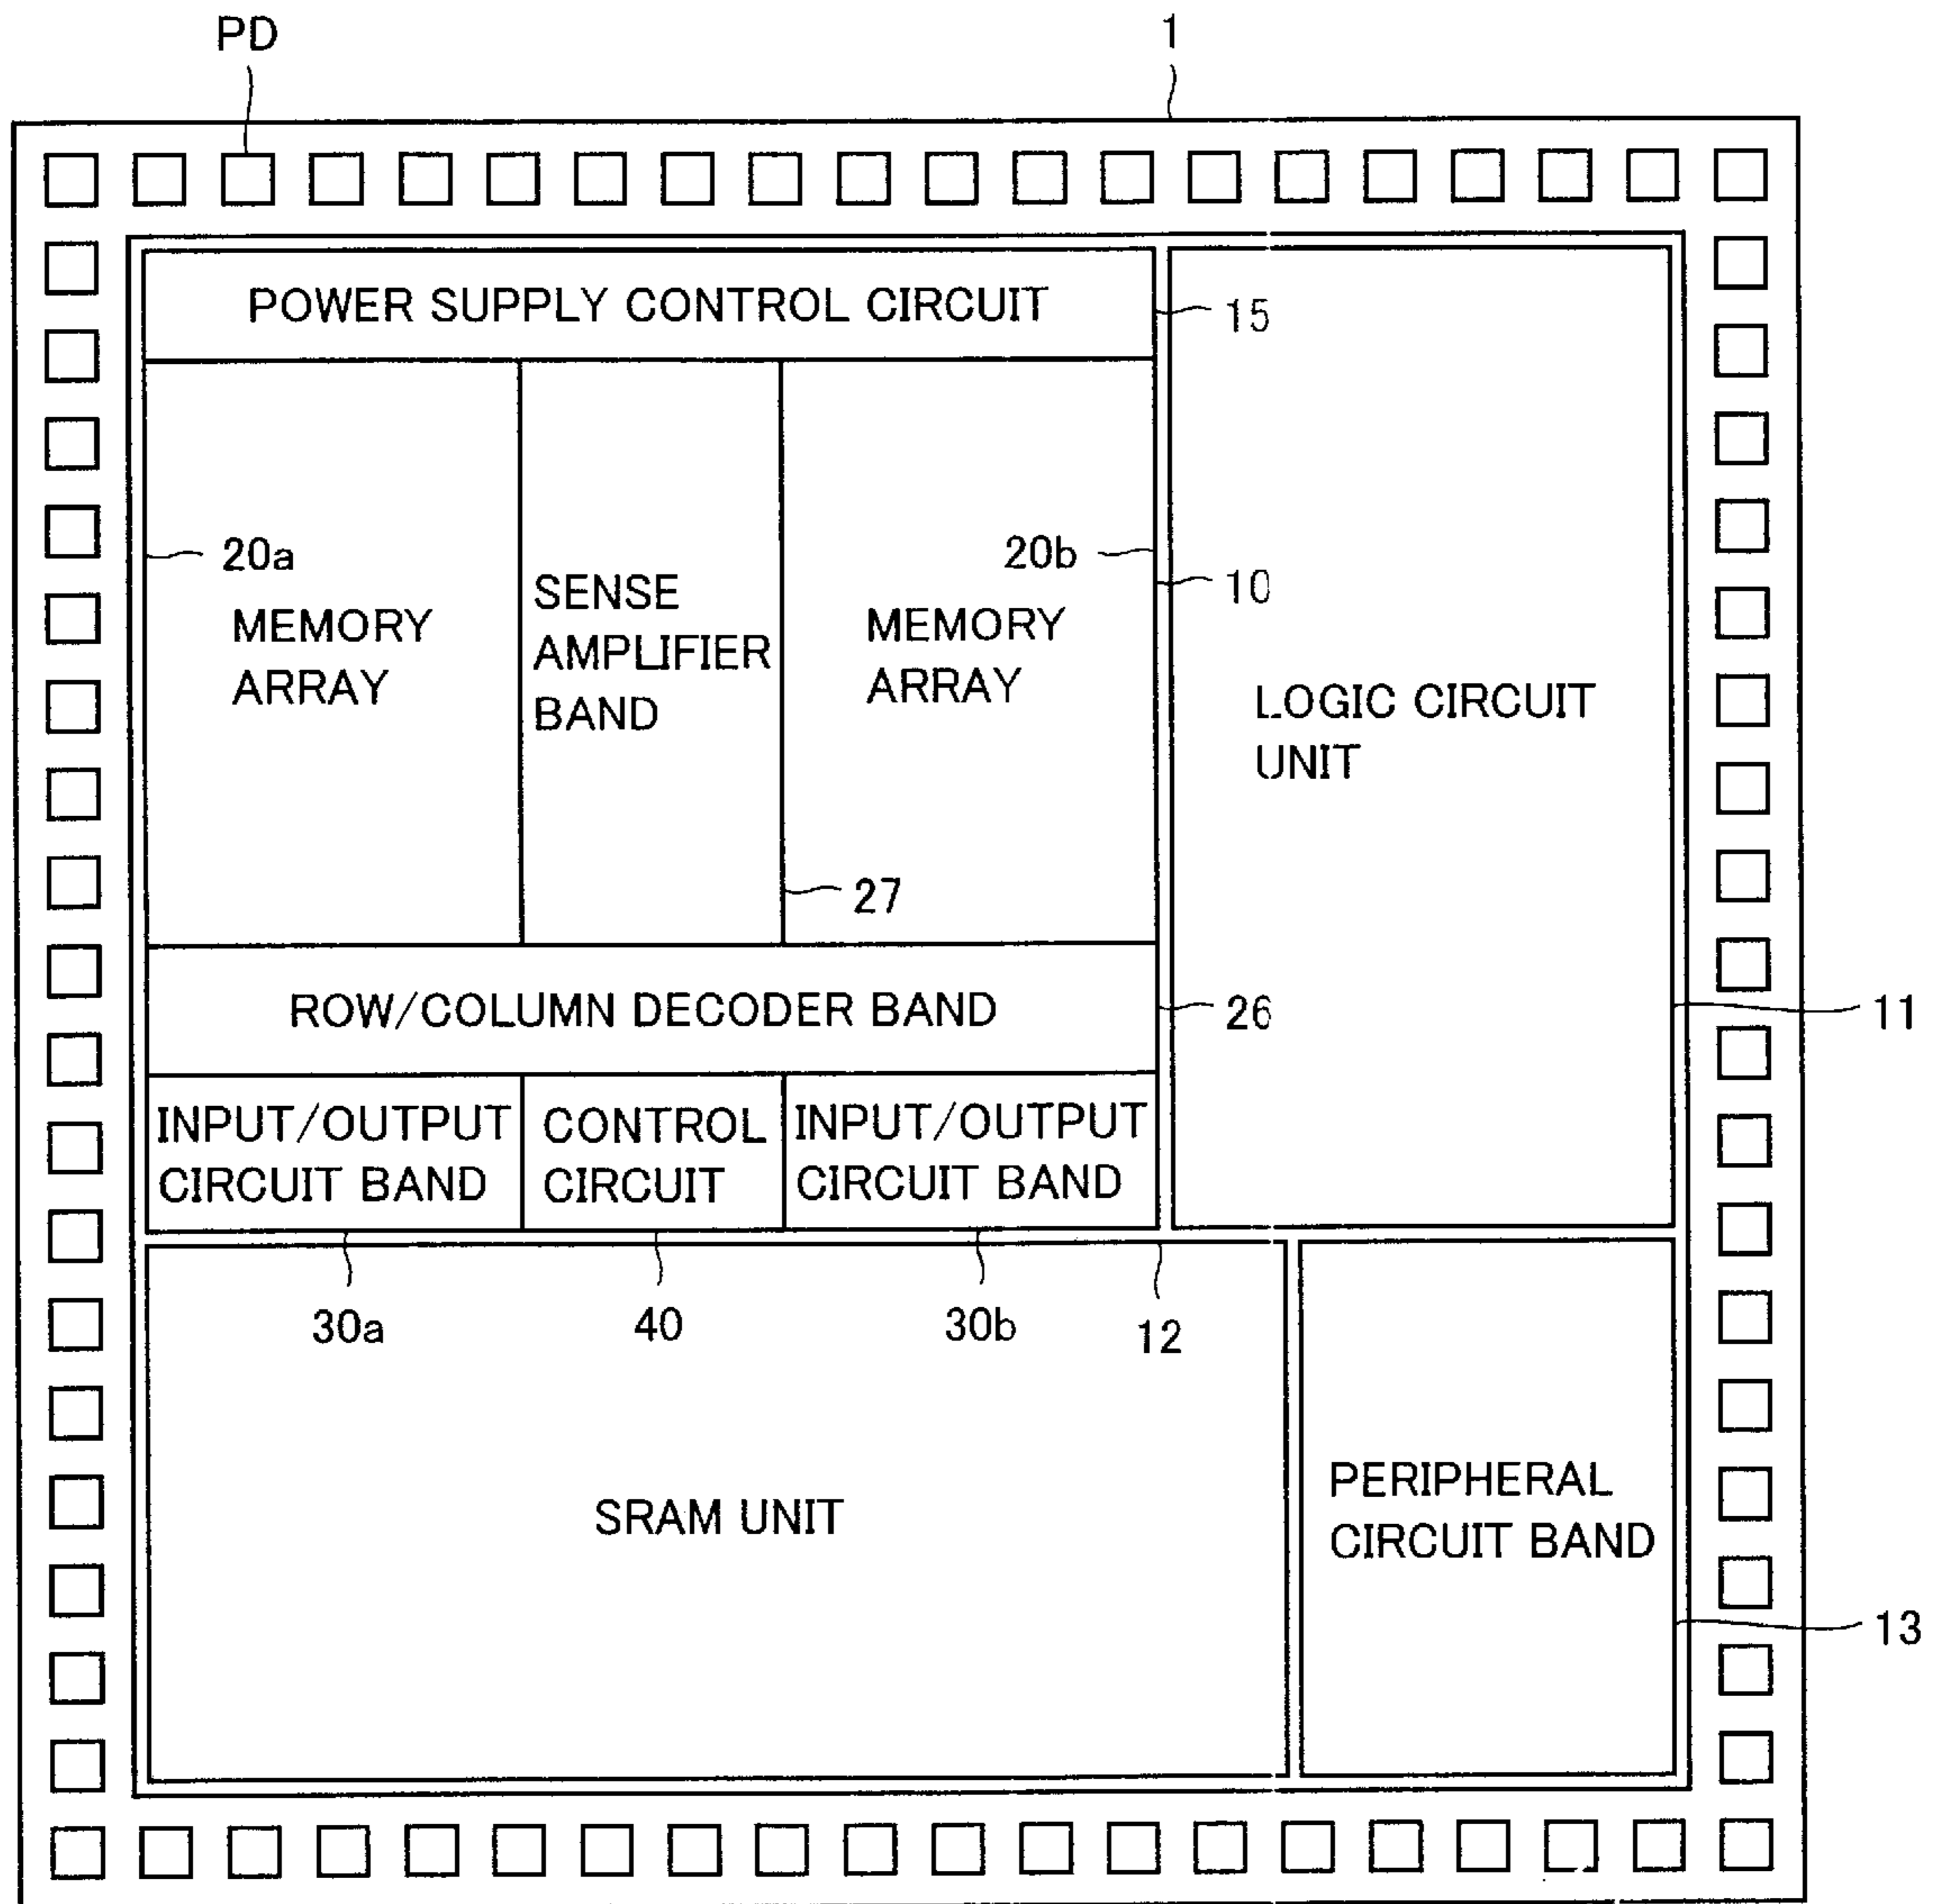 PD
1
POWER SUPPLY CONTROL CIRCUIT
15
20a
MEMORY
ARRAY
SENSE
AMPLIFIER
BAND
20b
MEMORY
ARRAY
10
LOGIC CIRCUIT
UNIT
27
ROW/COLUMN DECODER BAND
26
11
INPUT/OUTPUT
CIRCUIT BAND
CONTROL
CIRCUIT
INPUT/OUTPUT
CIRCUIT BAND
30a
40
30b
12
SRAM UNIT
PERIPHERAL
CIRCUIT BAND
13